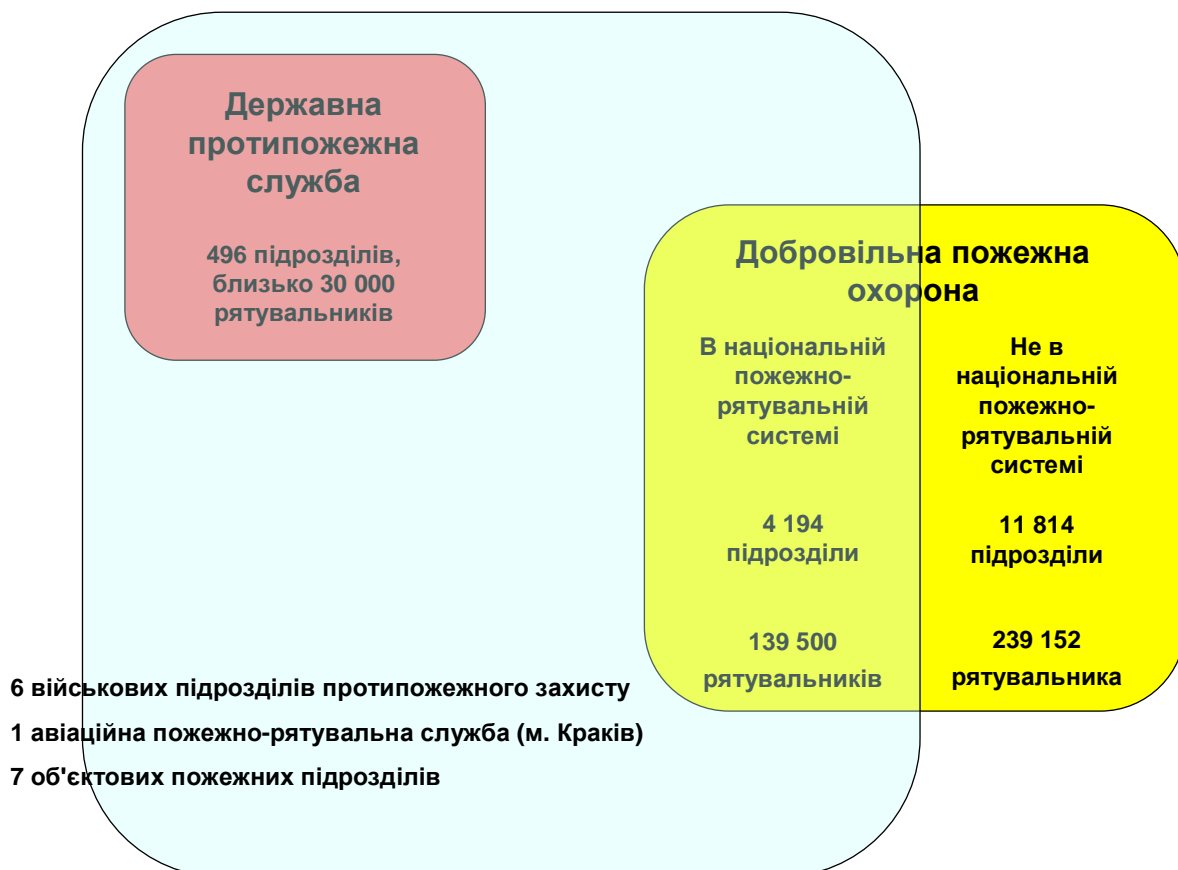 Державна
протипожежна
служба
496 підрозділів,
близько 30 000
рятувальників
Добровільна пожежна
охорона
В національній
пожежно-
рятувальній
системі
4 194
підрозділи
139 500
рятувальників
Не в
національній
пожежно-
рятувальній
системі
11 814
підрозділи
239 152
рятувальника
6 військових підрозділів протипожежного захисту
1 авіаційна пожежно-рятувальна служба (м. Краків)
7 об'єктових пожежних підрозділів